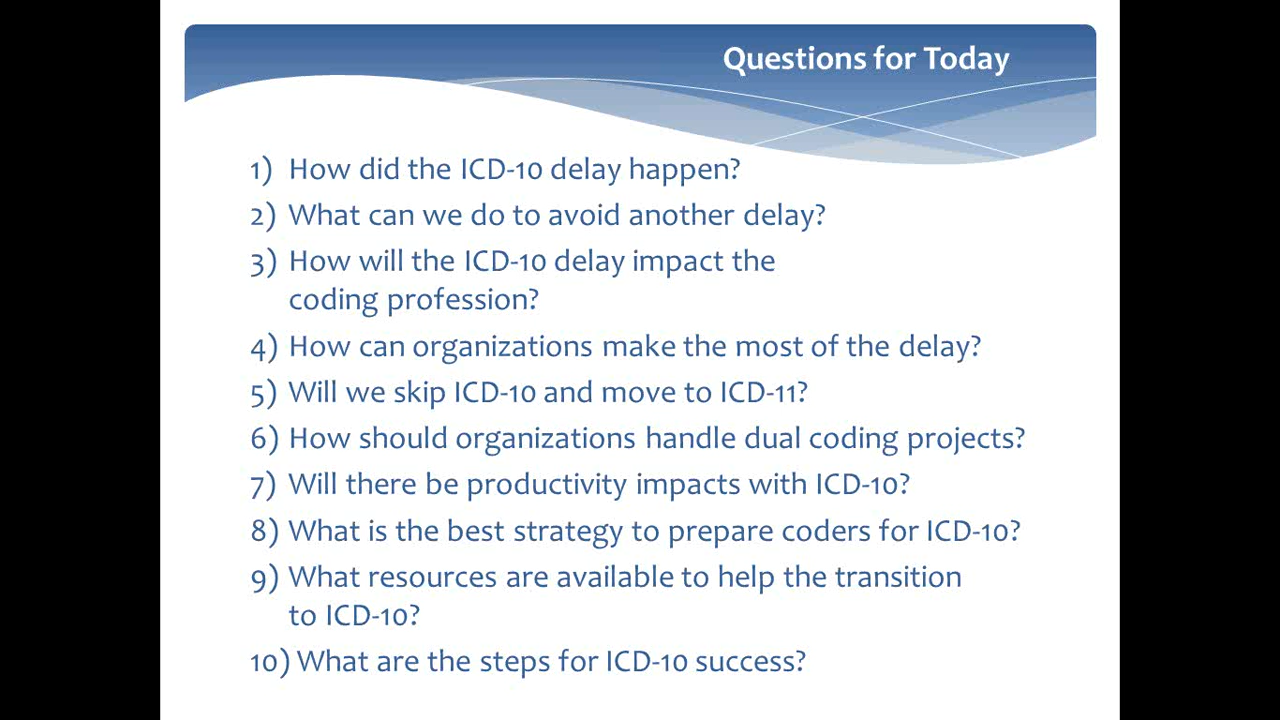 Questions for Today
1) How did the ICD-10 delay happen?
2) What can we do to avoid another delay?
3) How will the ICD-10 delay impact the
coding profession?
4) How can organizations make the most of the delay?
5) Will we skip ICD-10 and move to ICD-11?
6) How should organizations handle dual coding projects?
7) Will there be productivity impacts with ICD-10?
8) What is the best strategy to prepare coders for ICD-10?
9) What resources are available to help the transition
to ICD-10?
10) What are the steps for ICD-10 success?